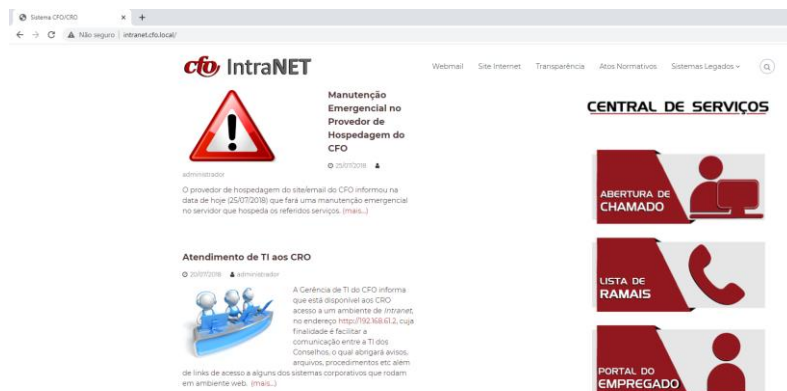 Sistema CFO/CRO
Não seguro | intranet.cfo.local/
cfo IntraNET
Webmail Site Internet Transparência Atos Normativos Sistemas Legados
Manutenção
Emergencial no
Provedor de
Hospedagem do
CFO
25/07/2018
administrador
O provedor de hospedagem do site/email do CFO informou na
data de hoje (25/07/2018) que fará uma manutenção emergencial
no servidor que hospeda os referidos serviços. (mais...)
Atendimento de TI aos CRO
20/07/2018 administrador
A Gerência de TI do CFO informa
que está disponível aos CRO
acesso a um ambiente de Intranet,
no endereço http://192.168.61.2, cuja
finalidade é facilitar a
comunicação entre a TI dos
Conselhos, o qual abrigará avisos,
arquivos, procedimentos etc além
de links de acesso a alguns dos sistemas corporativos que rodam
em ambiente web. (mais...)
CENTRAL DE SERVIÇOS
ABERTURA DE
CHAMADO
LISTA DE
RAMAIS
PORTAL DO
EMPREGADO